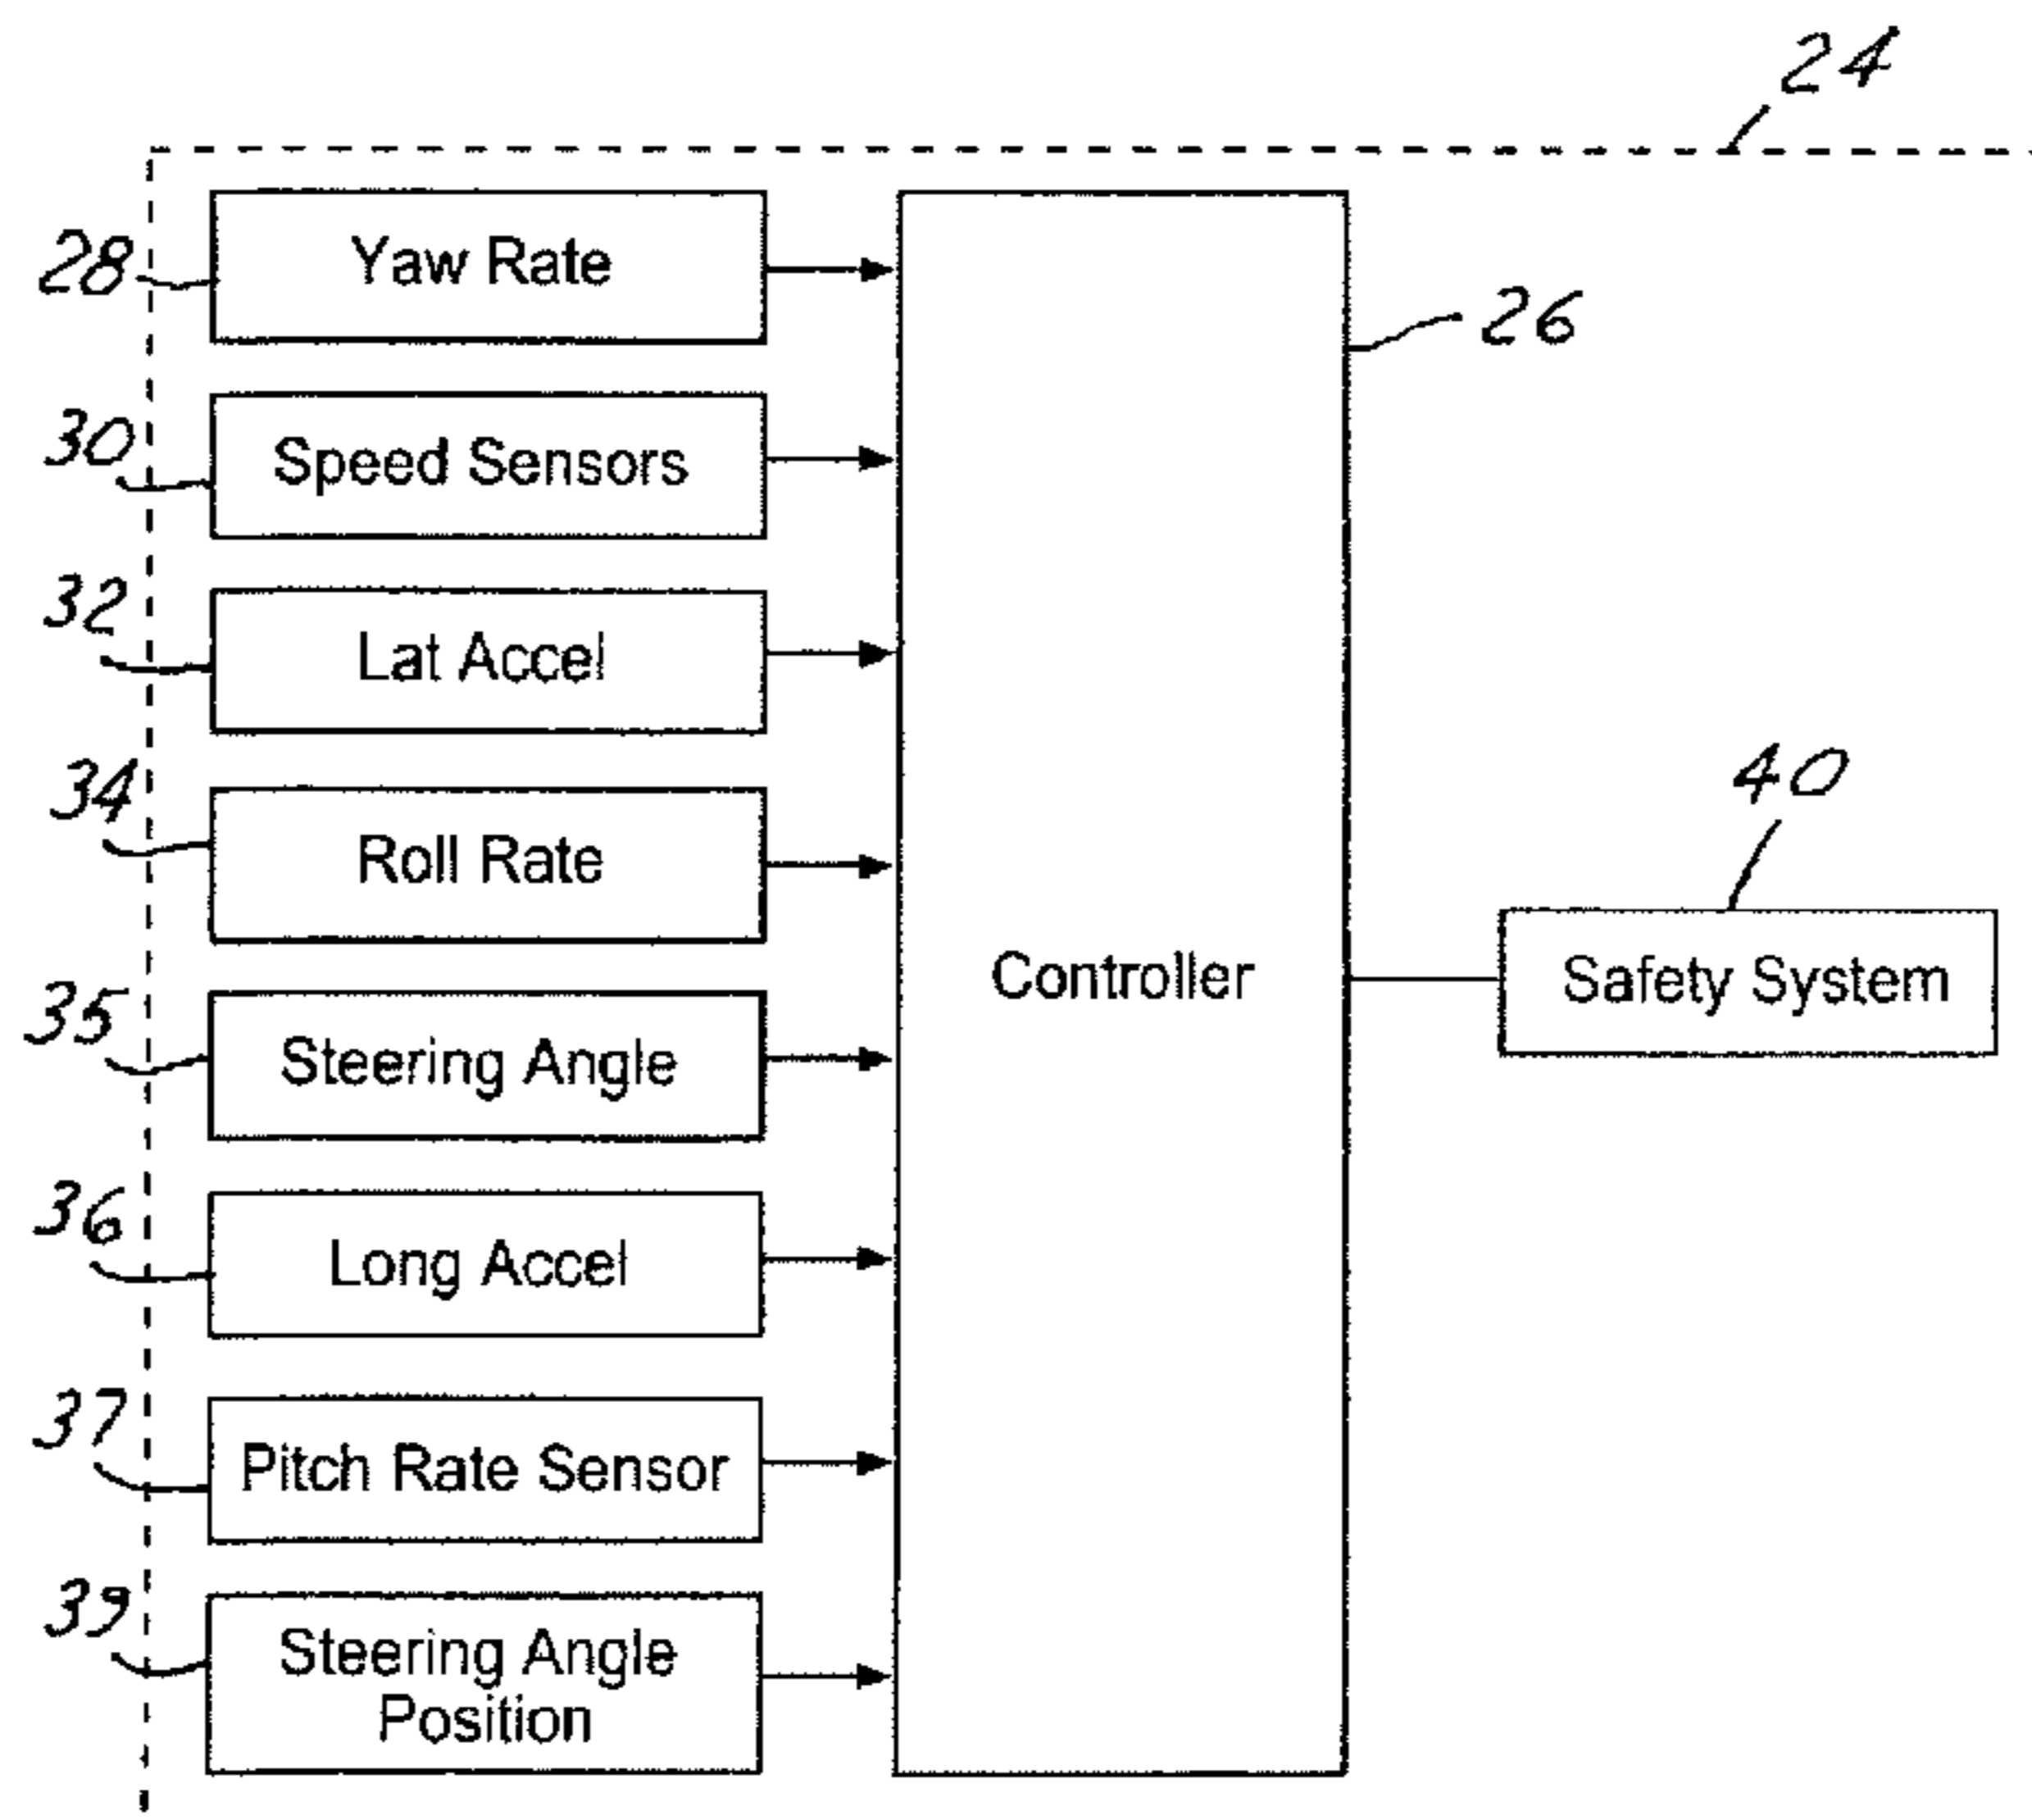 24
28
Yaw Rate
26
30
Speed Sensors
32
Lat Accel
34
Roll Rate
40
35
Steering Angle
Controller
Safety System
36
Long Accel
37
Pitch Rate Sensor
39
Steering Angle
Position